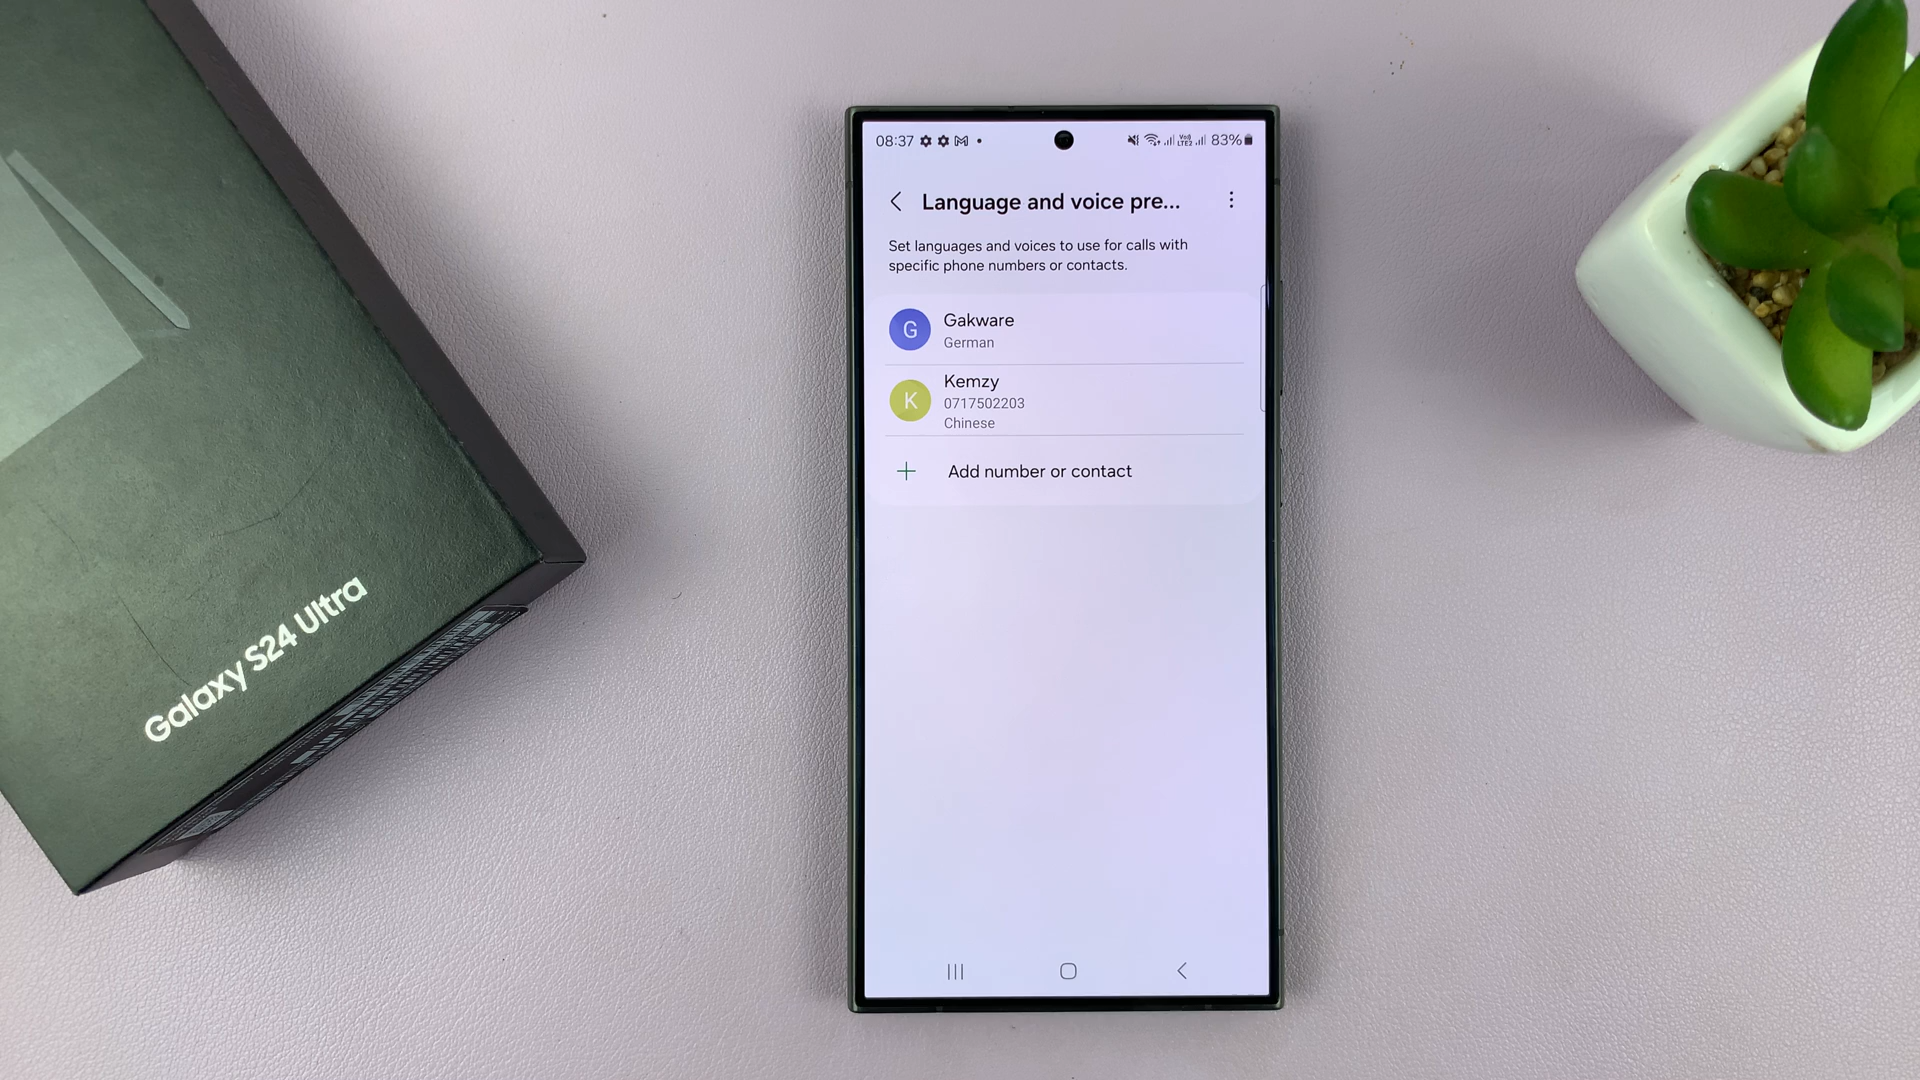 Galaxy S24 Ultra
08:37
83%
Language and voice pre...
Set languages and voices to use for calls with
specific phone numbers or contacts.
G
Gakware
German
K
Kemzy
0717502203
Chinese
+ Add number or contact